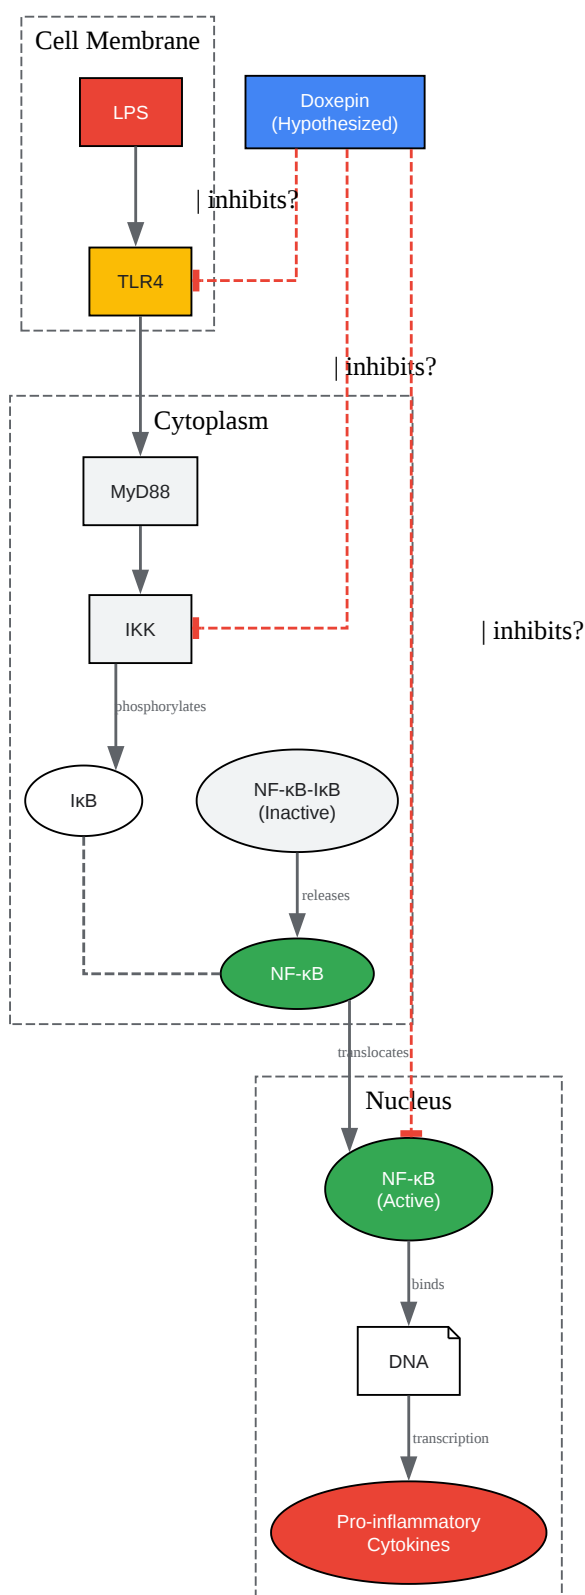 Cell Membrane
LPS
Doxepin
(Hypothesized)
| inhibits?
TLR4
| inhibits?
Cytoplasm
MyD88
IKK
| inhibits?
phosphorylates
IκB
NF-κB-IκB
(Inactive)
releases
NF-κB
translocates
Nucleus
NF-κB
(Active)
binds
DNA
transcription
Pro-inflammatory
Cytokines